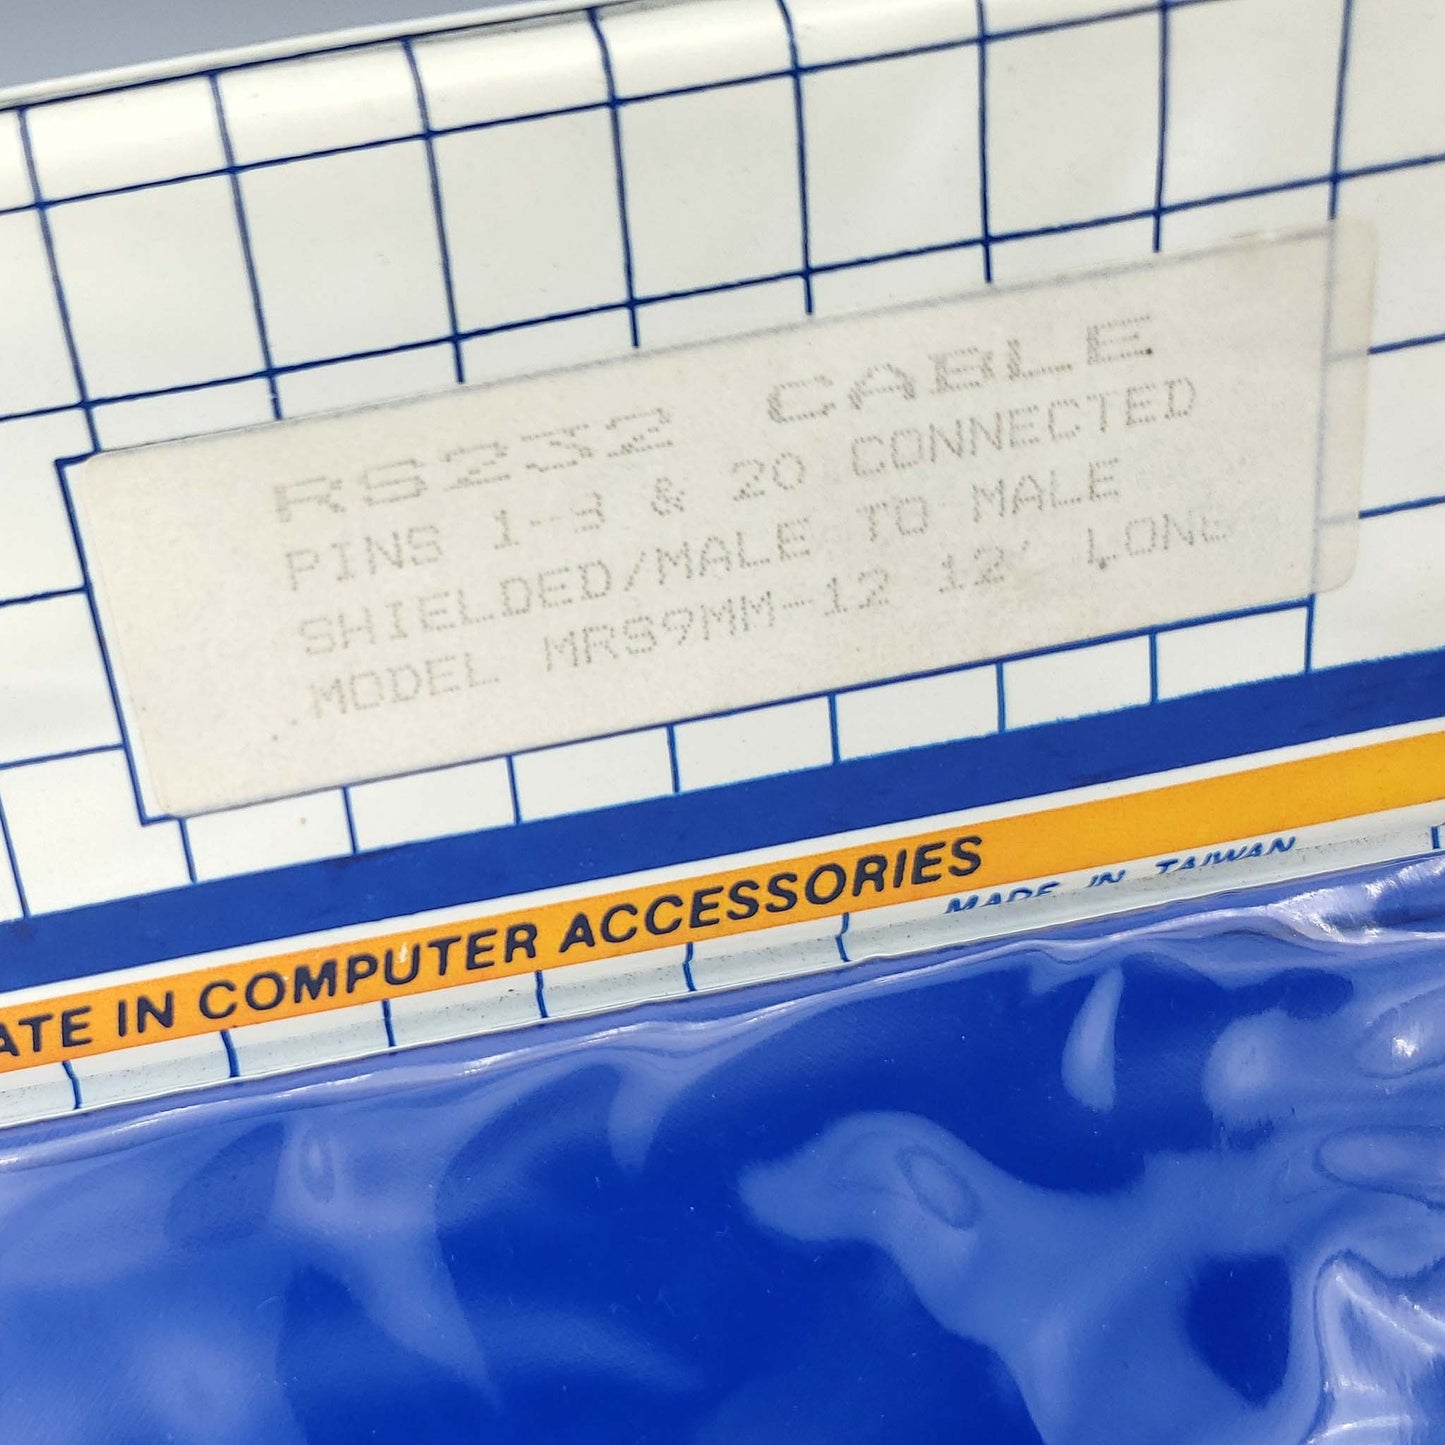 RS232 CABLE
PINS 1-8 & 20 CONNECTED
SHIELDED/MALE TO MALE
MODEL MRS9MM-12 12' LONG
ATE IN COMPUTER ACCESSORIES
MADE IN TAIWAN